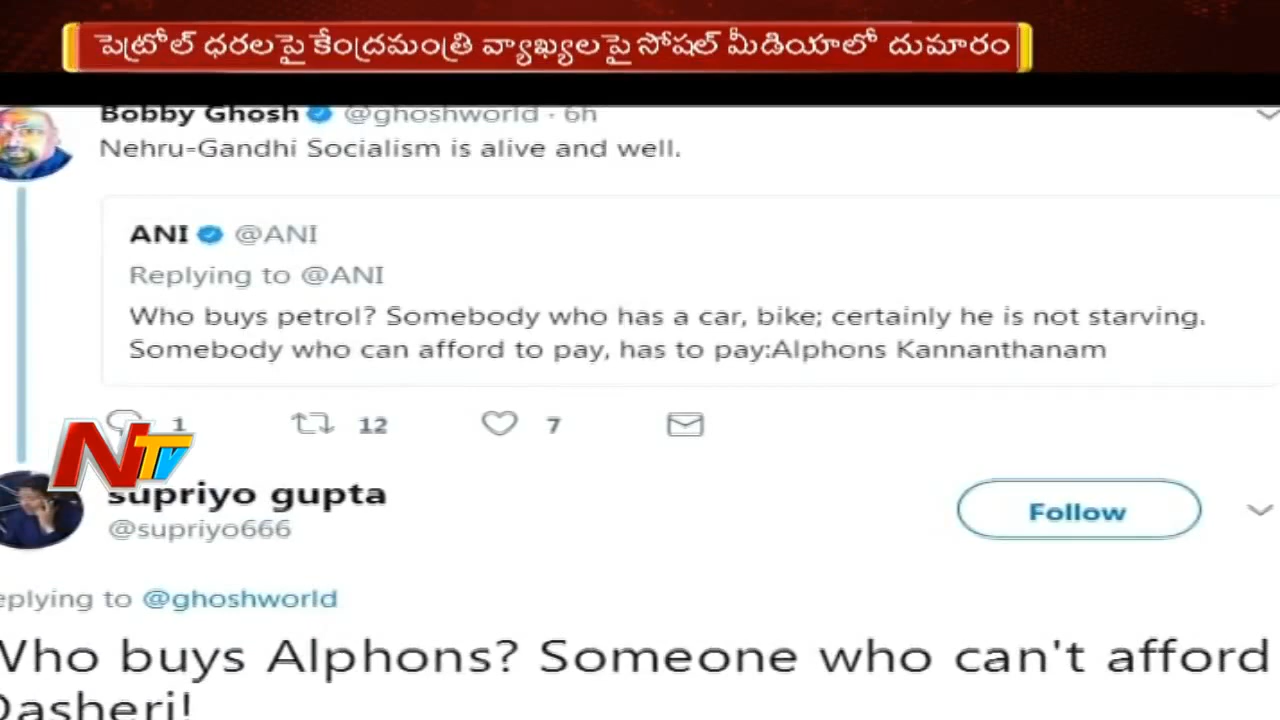 పెట్రోల్ ధరలపై కేంద్రమంత్రి వ్యాఖ్యలపై సోషల్ మీడియాలో దుమారం
Bobby Ghosh @ghoshworld · 6h
Nehru-Gandhi Socialism is alive and well.
ANI @ANI
Replying to @ANI
Who buys petrol? Somebody who has a car, bike; certainly he is not starving.
Somebody who can afford to pay, has to pay:Alphons Kannanthanam
1 12 7
NTV
supriyo gupta
@supriyo666
Follow
eplying to @ghoshworld
Who buys Alphons? Someone who can't afford
Dasheri!